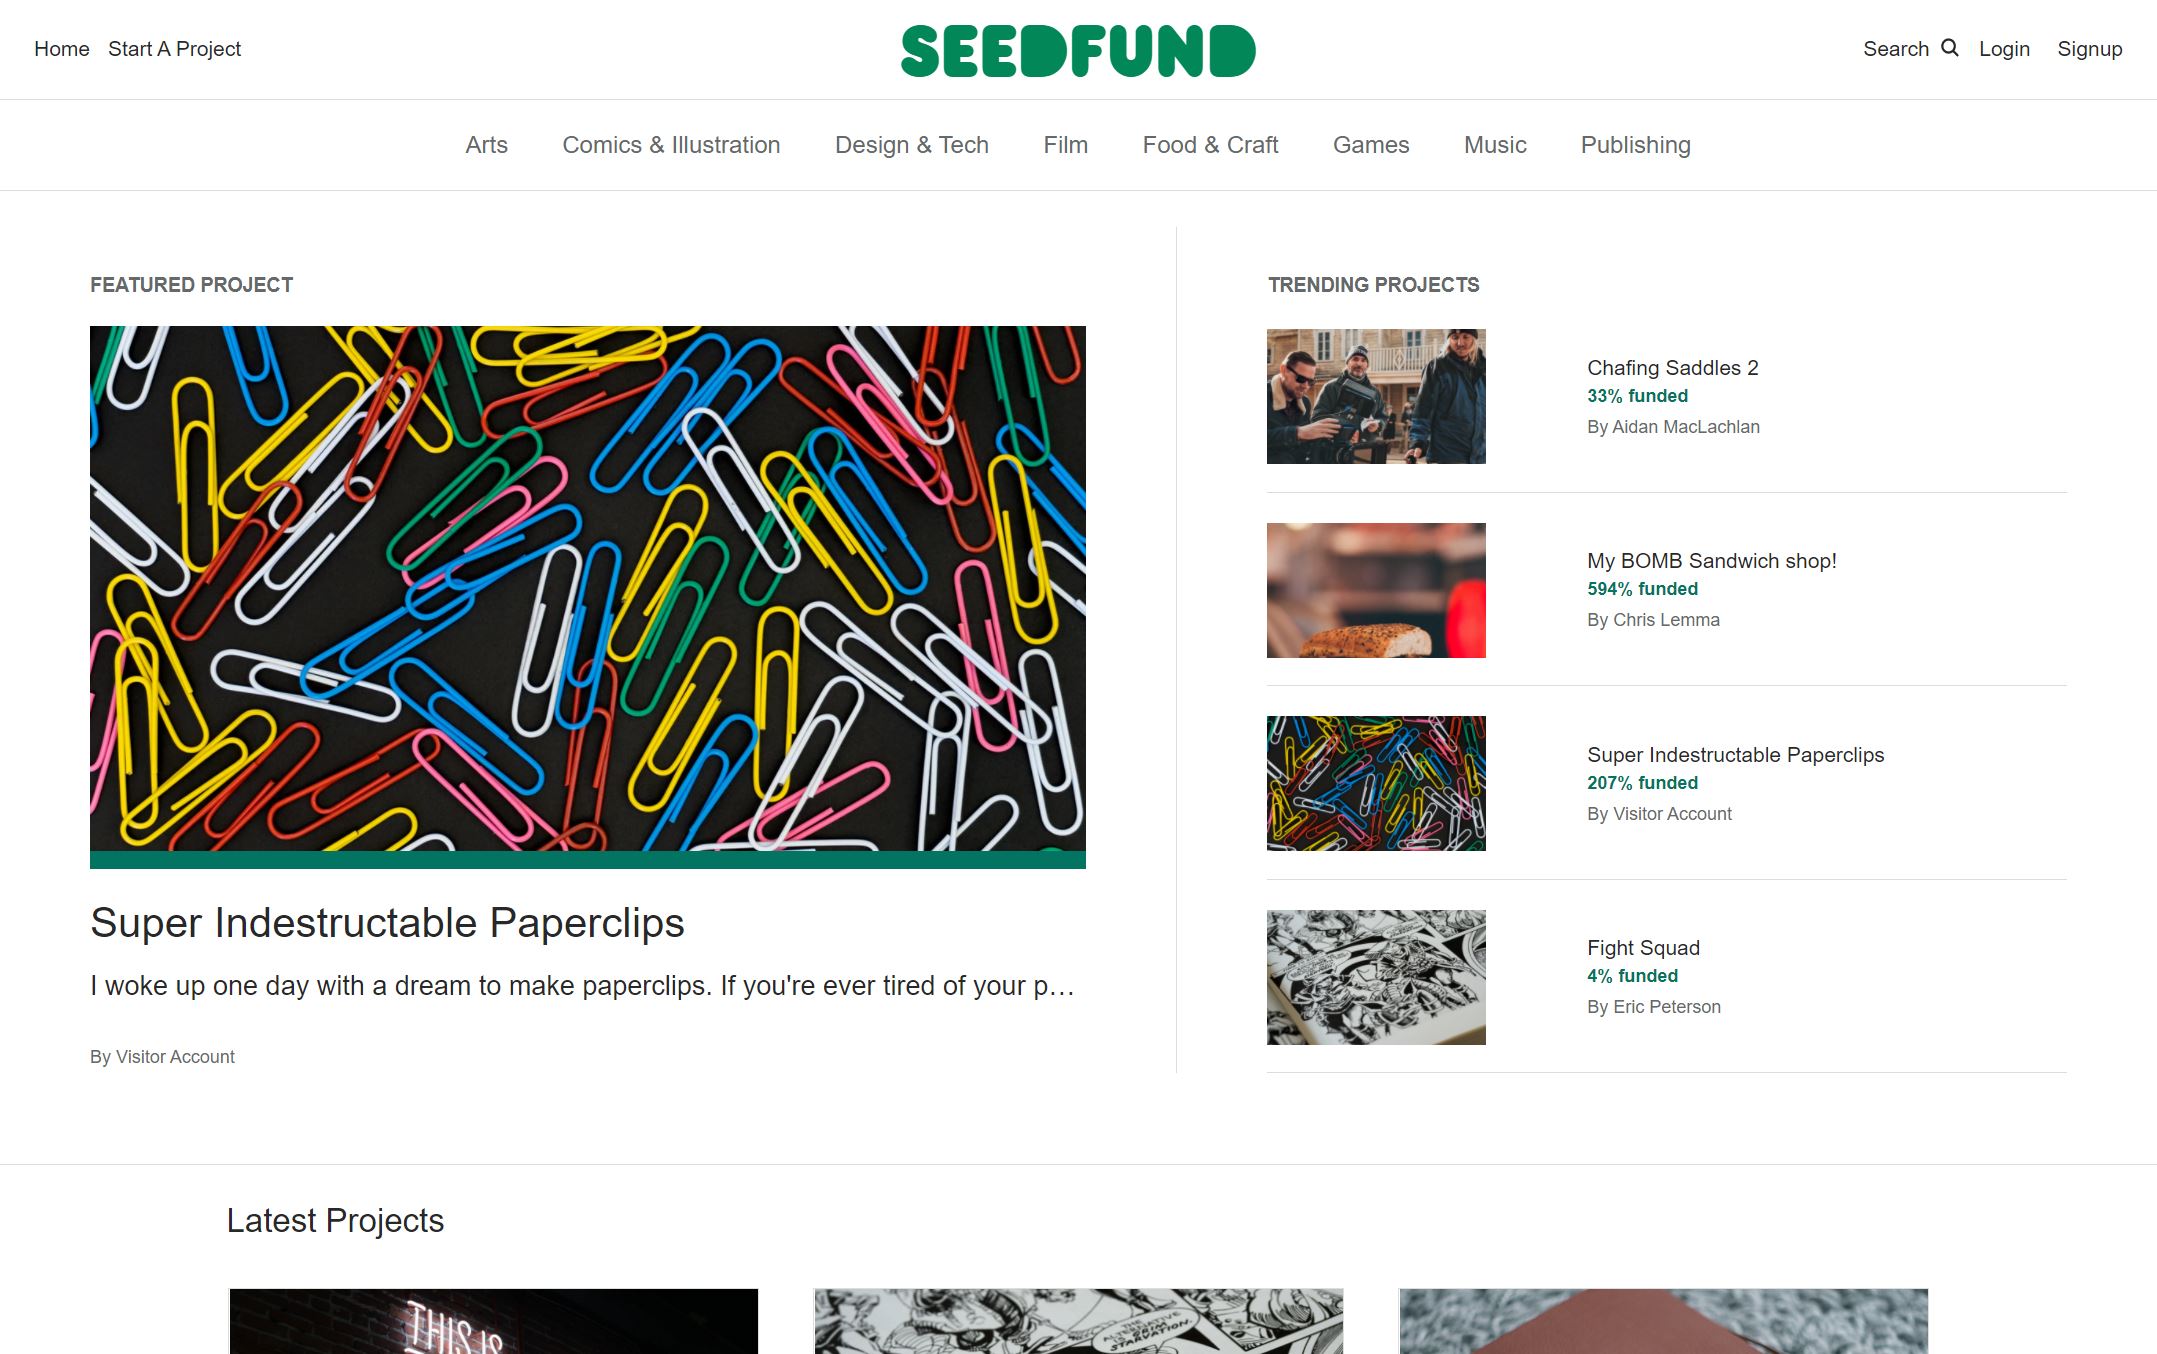 Home Start A Project
SEEDFUND
Search Login Signup
Arts Comics & Illustration Design & Tech Film Food & Craft Games Music Publishing
FEATURED PROJECT
Super Indestructable Paperclips
I woke up one day with a dream to make paperclips. If you're ever tired of your p…
By Visitor Account
TRENDING PROJECTS
Chafing Saddles 2
33% funded
By Aidan MacLachlan
My BOMB Sandwich shop!
594% funded
By Chris Lemma
Super Indestructable Paperclips
207% funded
By Visitor Account
Fight Squad
4% funded
By Eric Peterson
Latest Projects
THIS IS
THE
ALTERNATIVE
GRIM
STARVATION.